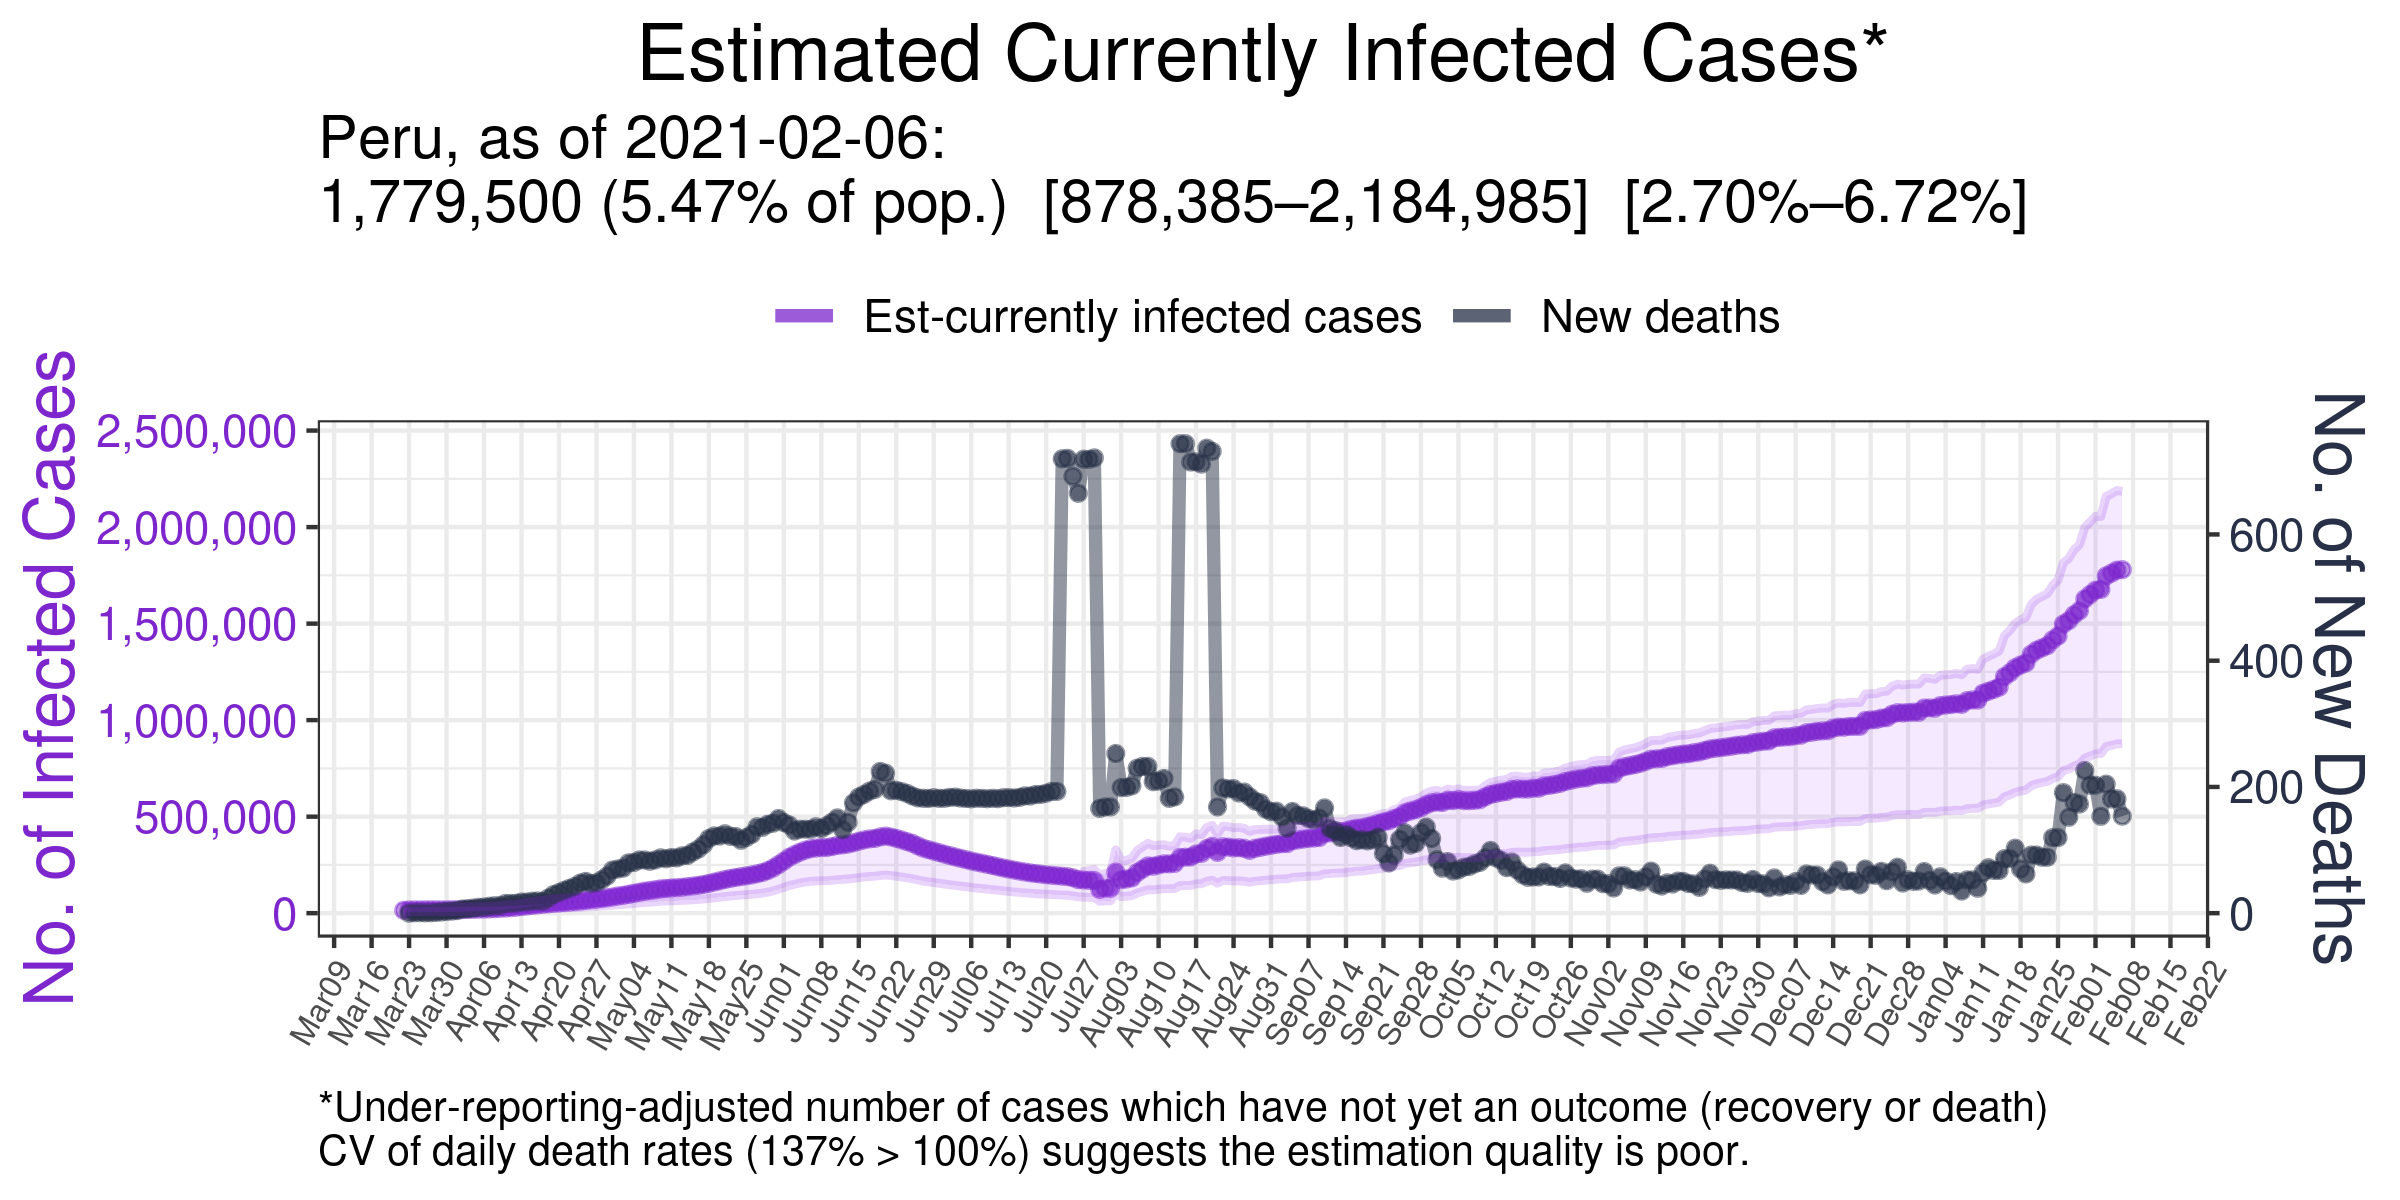 Estimated Currently Infected Cases*
Peru, as of 2021-02-06:
1,779,500 (5.47% of pop.)  [878,385–2,184,985]  [2.70%–6.72%]
Est-currently infected cases
New deaths
No. of Infected Cases
2,500,000
2,000,000
1,500,000
1,000,000
500,000
0
600
400
200
0
No. of New Deaths
Mar09
Mar16
Mar23
Mar30
Apr06
Apr13
Apr20
Apr27
May04
May11
May18
May25
Jun01
Jun08
Jun15
Jun22
Jun29
Jul06
Jul13
Jul20
Jul27
Aug03
Aug10
Aug17
Aug24
Aug31
Sep07
Sep14
Sep21
Sep28
Oct05
Oct12
Oct19
Oct26
Nov02
Nov09
Nov16
Nov23
Nov30
Dec07
Dec14
Dec21
Dec28
Jan04
Jan11
Jan18
Jan25
Feb01
Feb08
Feb15
Feb22
*Under-reporting-adjusted number of cases which have not yet an outcome (recovery or death)
CV of daily death rates (137% > 100%) suggests the estimation quality is poor.